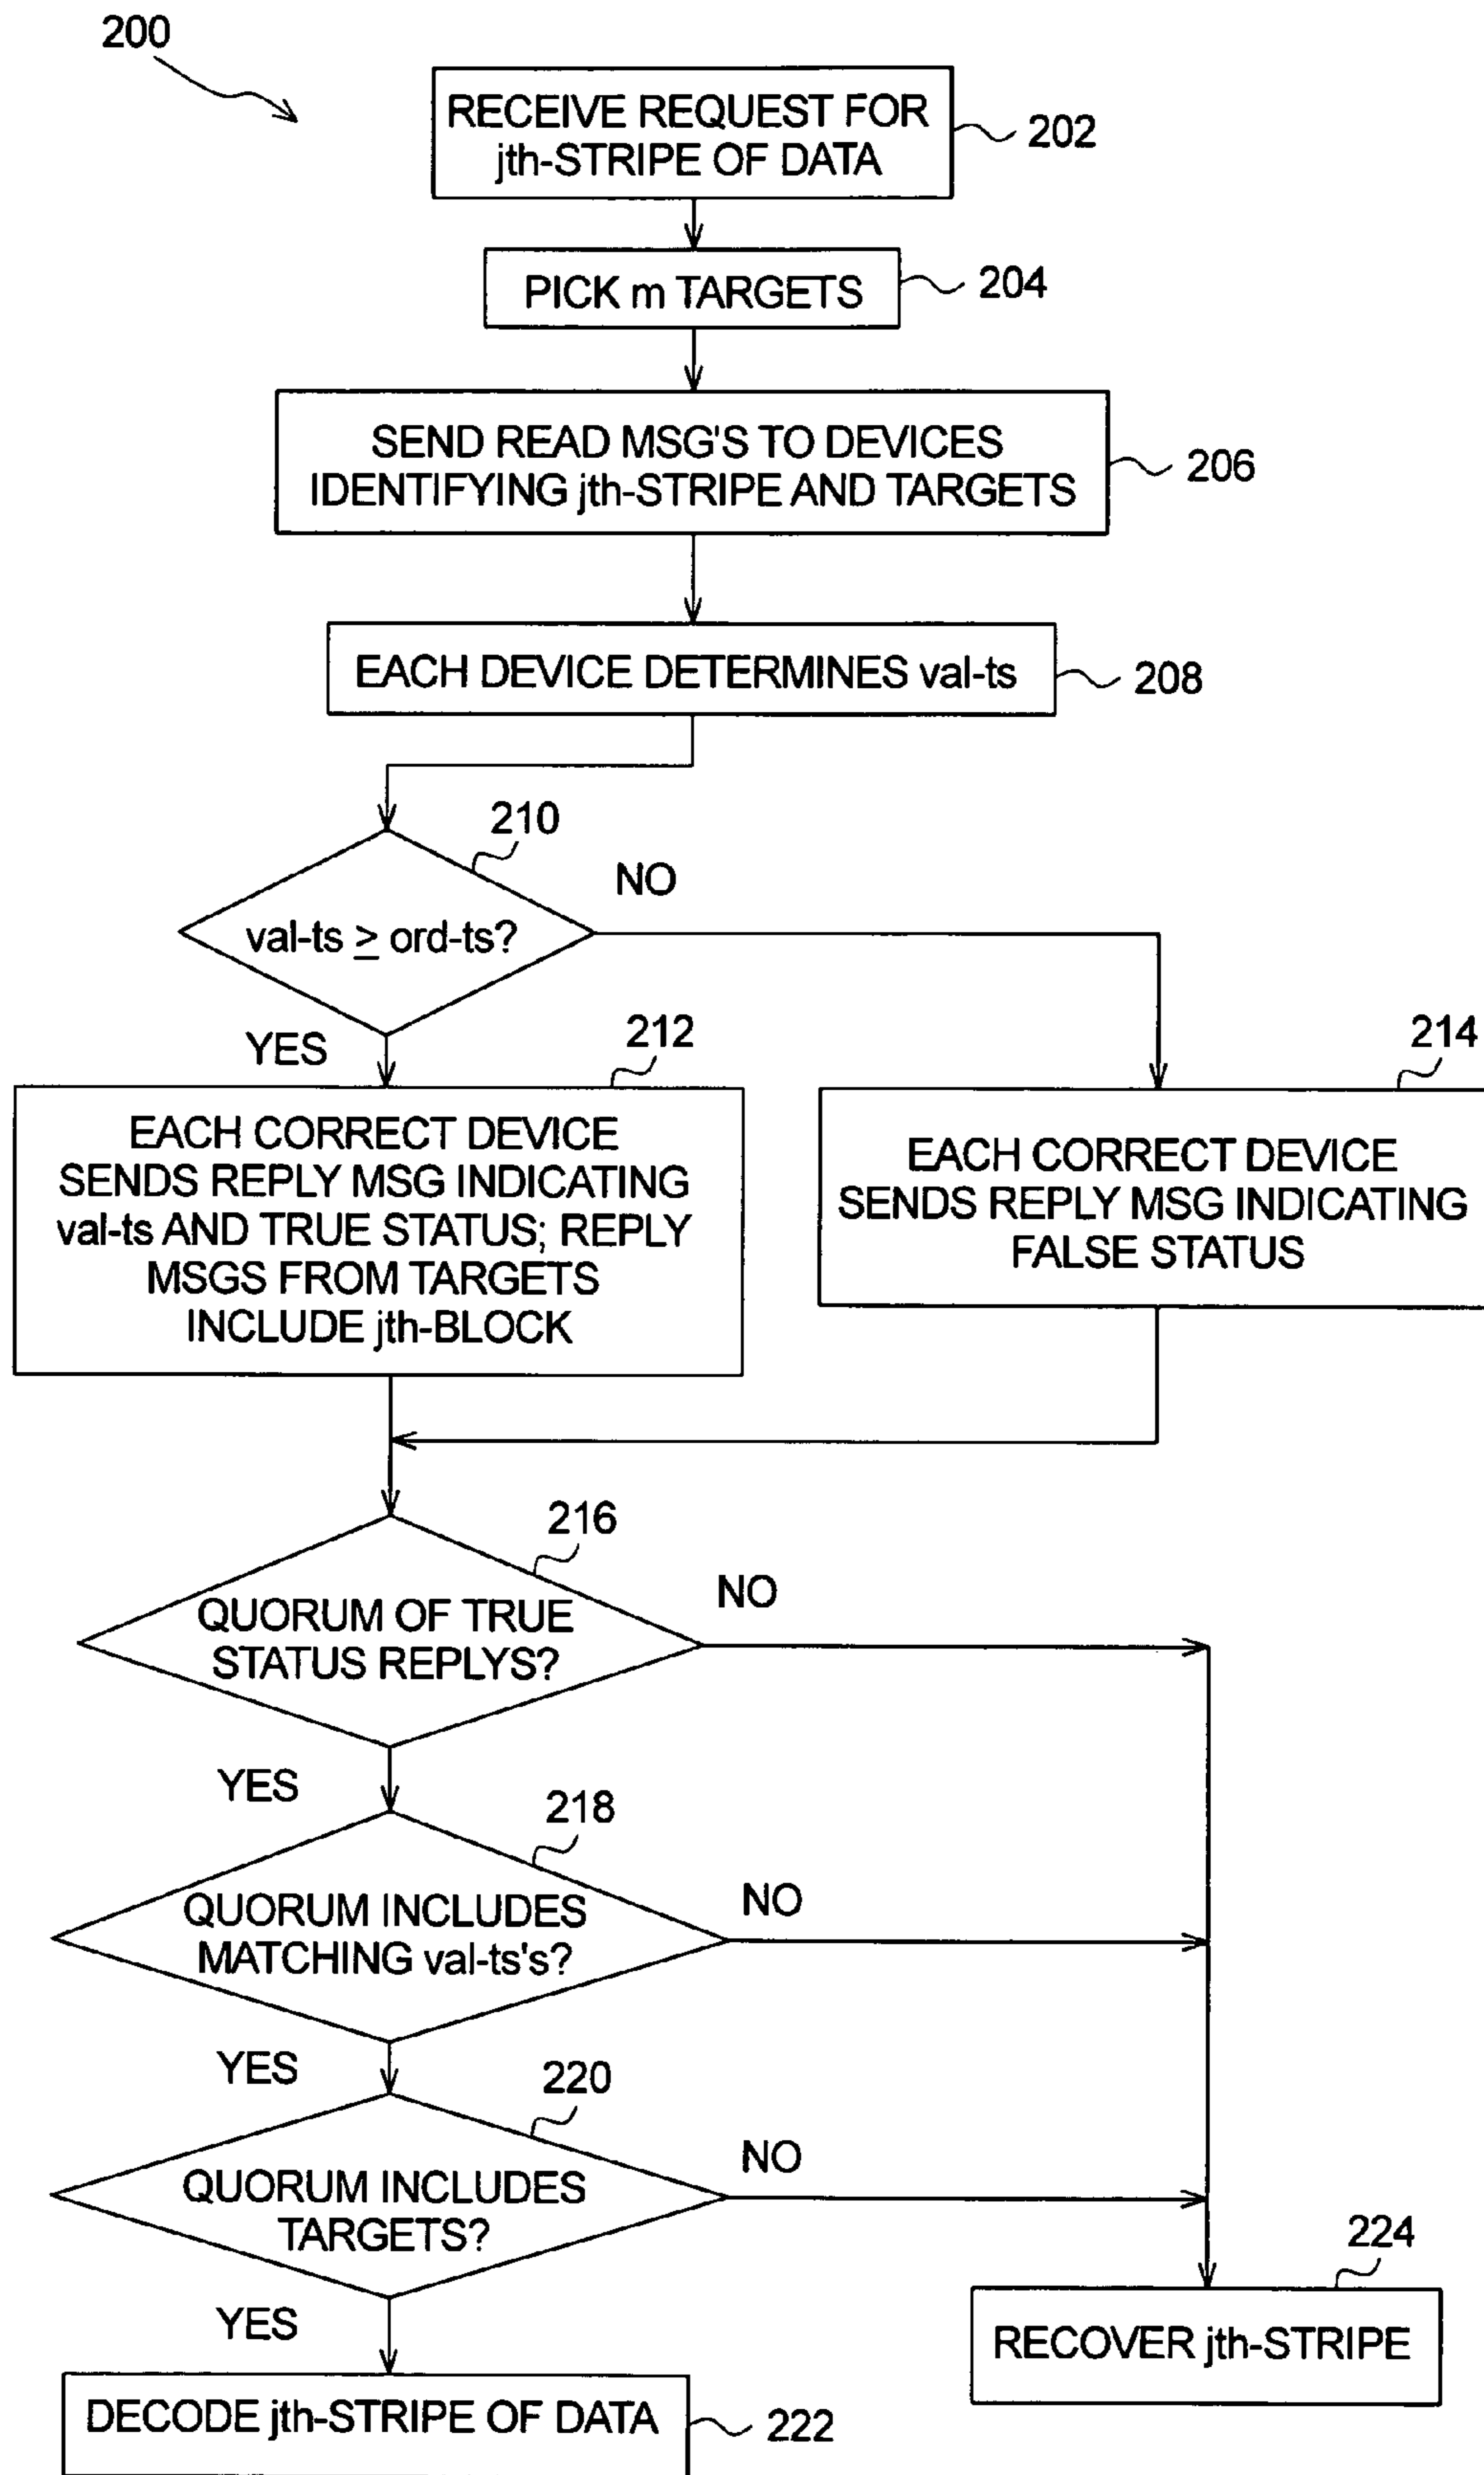 200
RECEIVE REQUEST FOR
jth-STRIPE OF DATA
202
PICK m TARGETS
204
SEND READ MSG'S TO DEVICES
IDENTIFYING jth-STRIPE AND TARGETS
206
EACH DEVICE DETERMINES val-ts
208
210
val-ts ≥ ord-ts?
NO
YES
212
EACH CORRECT DEVICE
SENDS REPLY MSG INDICATING
val-ts AND TRUE STATUS; REPLY
MSGS FROM TARGETS
INCLUDE jth-BLOCK
214
EACH CORRECT DEVICE
SENDS REPLY MSG INDICATING
FALSE STATUS
216
QUORUM OF TRUE
STATUS REPLYS?
NO
YES
218
QUORUM INCLUDES
MATCHING val-ts's?
NO
YES
220
QUORUM INCLUDES
TARGETS?
NO
YES
224
RECOVER jth-STRIPE
DECODE jth-STRIPE OF DATA
222